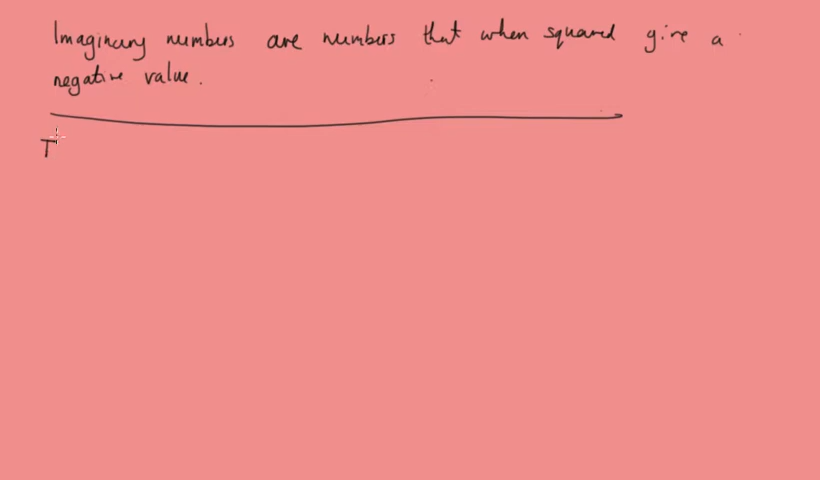 Imaginary numbers are numbers that when squared give a
negative value.
T